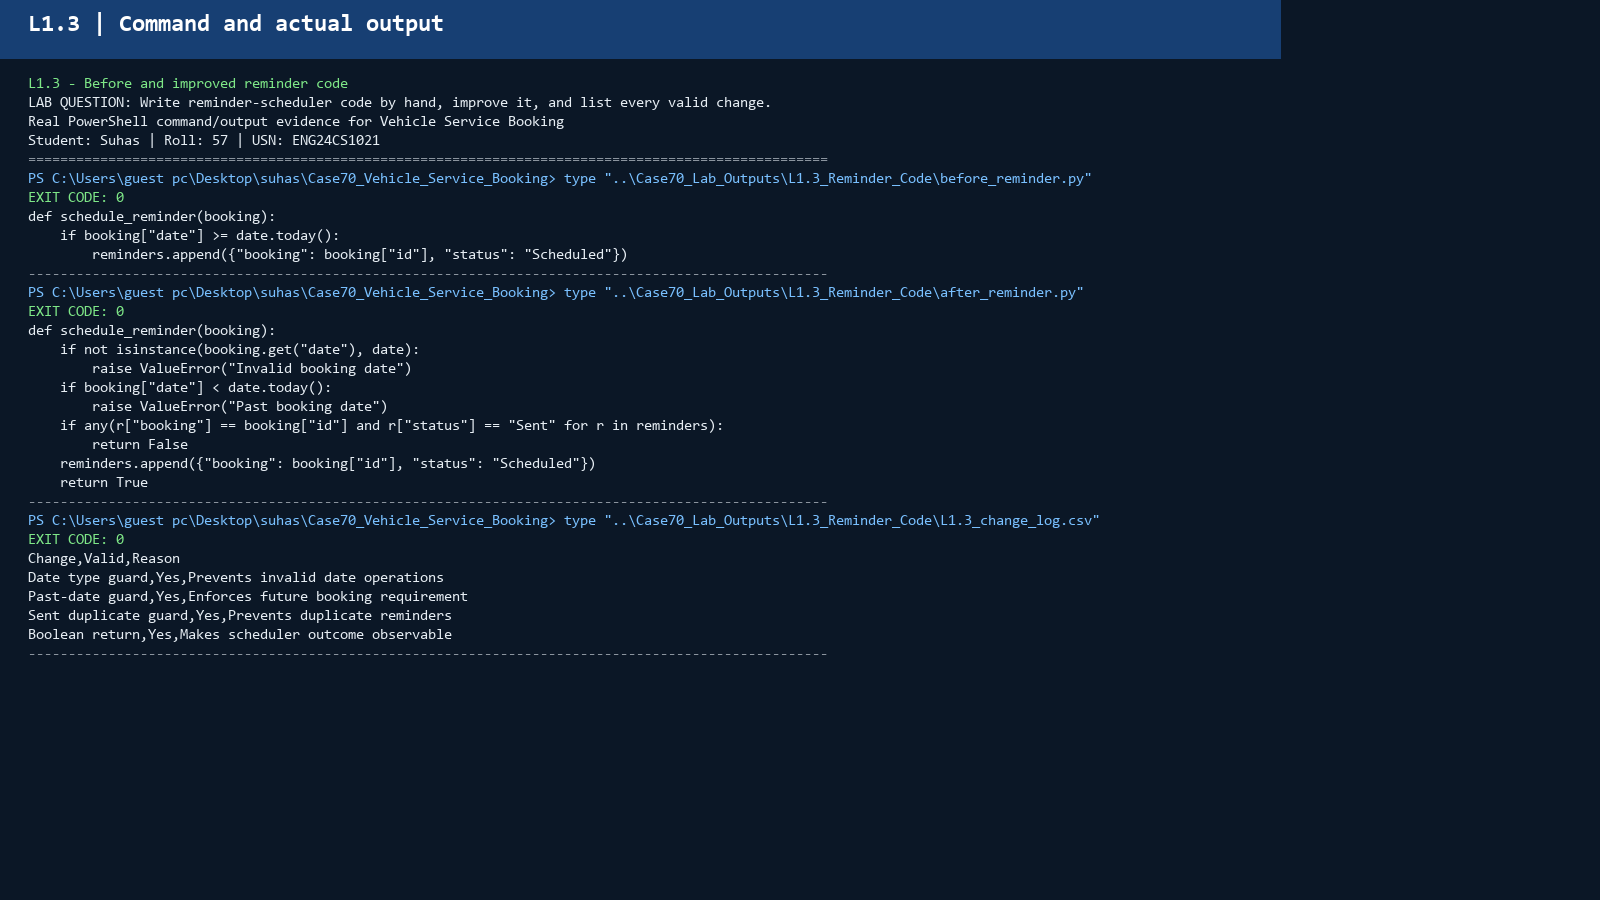 L1.3 | Command and actual output
L1.3 - Before and improved reminder code
LAB QUESTION: Write reminder-scheduler code by hand, improve it, and list every valid change.
Real PowerShell command/output evidence for Vehicle Service Booking
Student: Suhas | Roll: 57 | USN: ENG24CS1021
====================================================================================================
PS C:\Users\guest pc\Desktop\suhas\Case70_Vehicle_Service_Booking> type "..\Case70_Lab_Outputs\L1.3_Reminder_Code\before_reminder.py"
EXIT CODE: 0
def schedule_reminder(booking):
    if booking["date"] >= date.today():
        reminders.append({"booking": booking["id"], "status": "Scheduled"})
----------------------------------------------------------------------------------------------------
PS C:\Users\guest pc\Desktop\suhas\Case70_Vehicle_Service_Booking> type "..\Case70_Lab_Outputs\L1.3_Reminder_Code\after_reminder.py"
EXIT CODE: 0
def schedule_reminder(booking):
    if not isinstance(booking.get("date"), date):
        raise ValueError("Invalid booking date")
    if booking["date"] < date.today():
        raise ValueError("Past booking date")
    if any(r["booking"] == booking["id"] and r["status"] == "Sent" for r in reminders):
        return False
    reminders.append({"booking": booking["id"], "status": "Scheduled"})
    return True
----------------------------------------------------------------------------------------------------
PS C:\Users\guest pc\Desktop\suhas\Case70_Vehicle_Service_Booking> type "..\Case70_Lab_Outputs\L1.3_Reminder_Code\L1.3_change_log.csv"
EXIT CODE: 0
Change,Valid,Reason
Date type guard,Yes,Prevents invalid date operations
Past-date guard,Yes,Enforces future booking requirement
Sent duplicate guard,Yes,Prevents duplicate reminders
Boolean return,Yes,Makes scheduler outcome observable
----------------------------------------------------------------------------------------------------